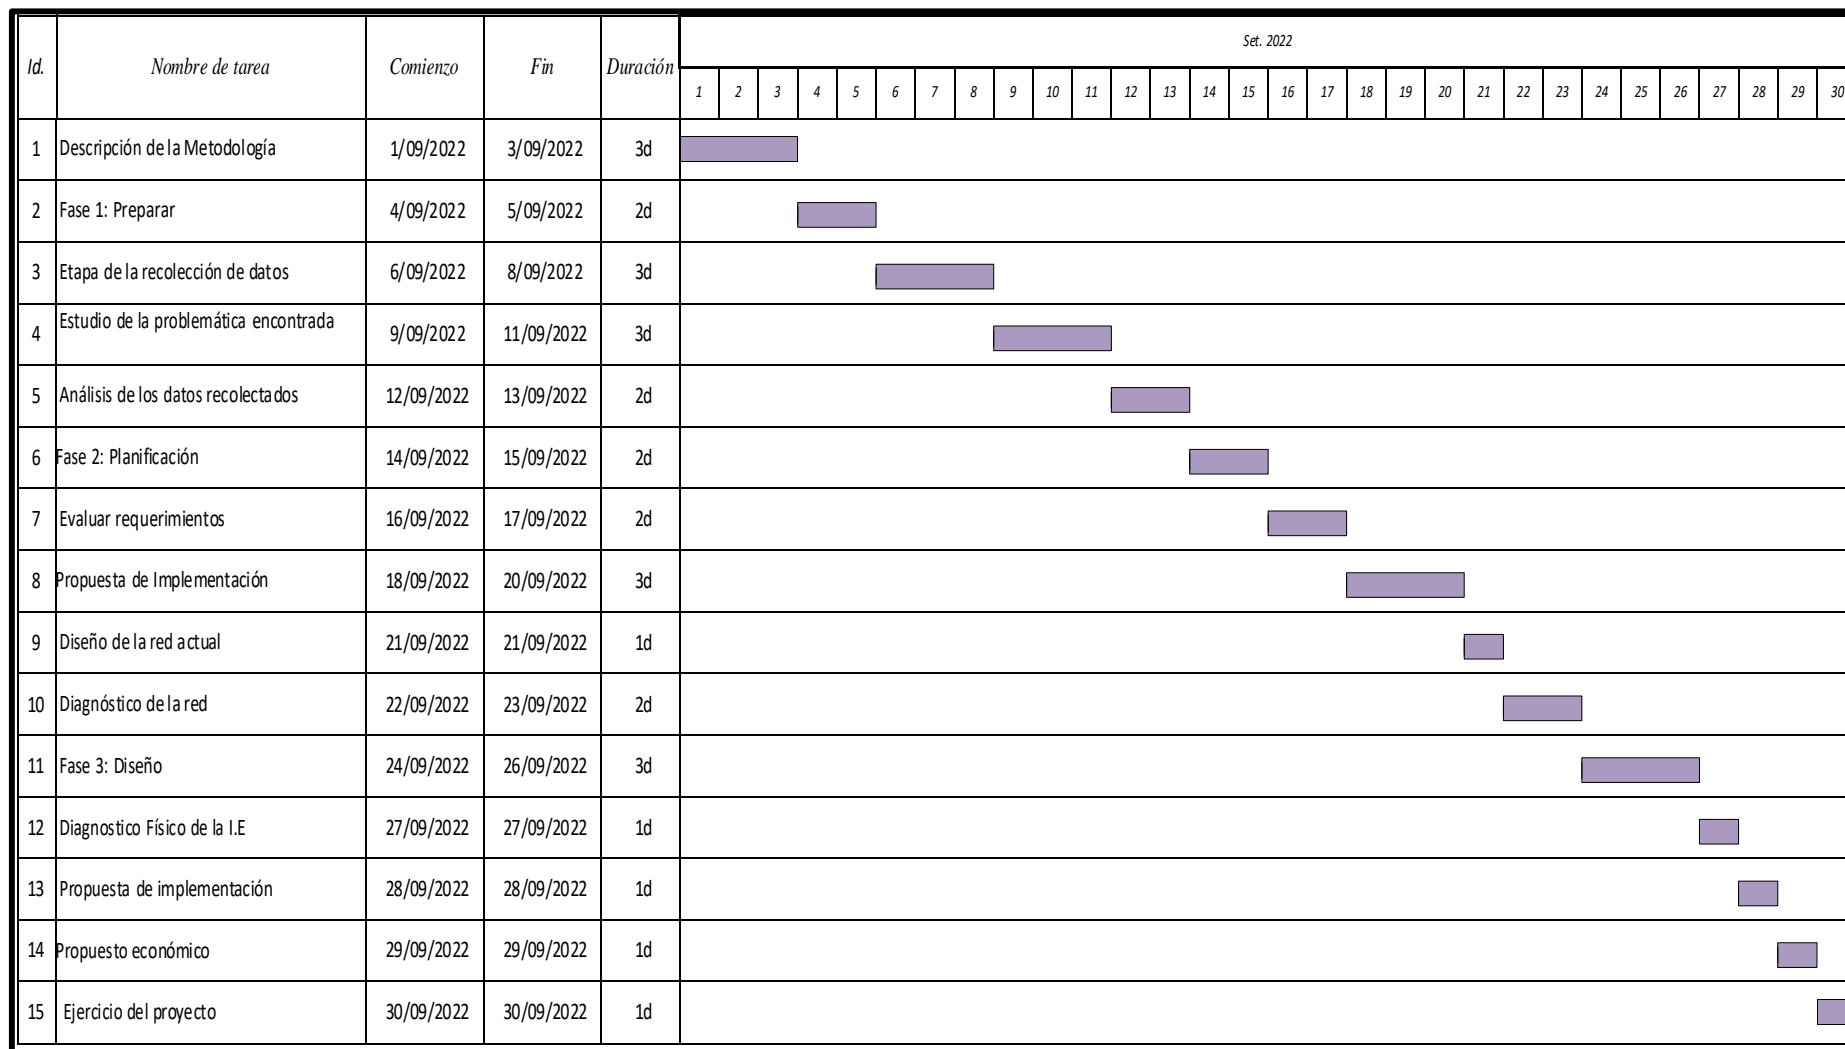 Id. Nombre de tarea Comienzo Fin Duración Set. 2022
1 2 3 4 5 6 7 8 9 10 11 12 13 14 15 16 17 18 19 20 21 22 23 24 25 26 27 28 29 30
1 Descripción de la Metodología 1/09/2022 3/09/2022 3d
2 Fase 1: Preparar 4/09/2022 5/09/2022 2d
3 Etapa de la recolección de datos 6/09/2022 8/09/2022 3d
4 Estudio de la problemática encontrada 9/09/2022 11/09/2022 3d
5 Análisis de los datos recolectados 12/09/2022 13/09/2022 2d
6 Fase 2: Planificación 14/09/2022 15/09/2022 2d
7 Evaluar requerimientos 16/09/2022 17/09/2022 2d
8 Propuesta de Implementación 18/09/2022 20/09/2022 3d
9 Diseño de la red actual 21/09/2022 21/09/2022 1d
10 Diagnóstico de la red 22/09/2022 23/09/2022 2d
11 Fase 3: Diseño 24/09/2022 26/09/2022 3d
12 Diagnostico Físico de la I.E 27/09/2022 27/09/2022 1d
13 Propuesta de implementación 28/09/2022 28/09/2022 1d
14 Propuesto económico 29/09/2022 29/09/2022 1d
15 Ejercicio del proyecto 30/09/2022 30/09/2022 1d